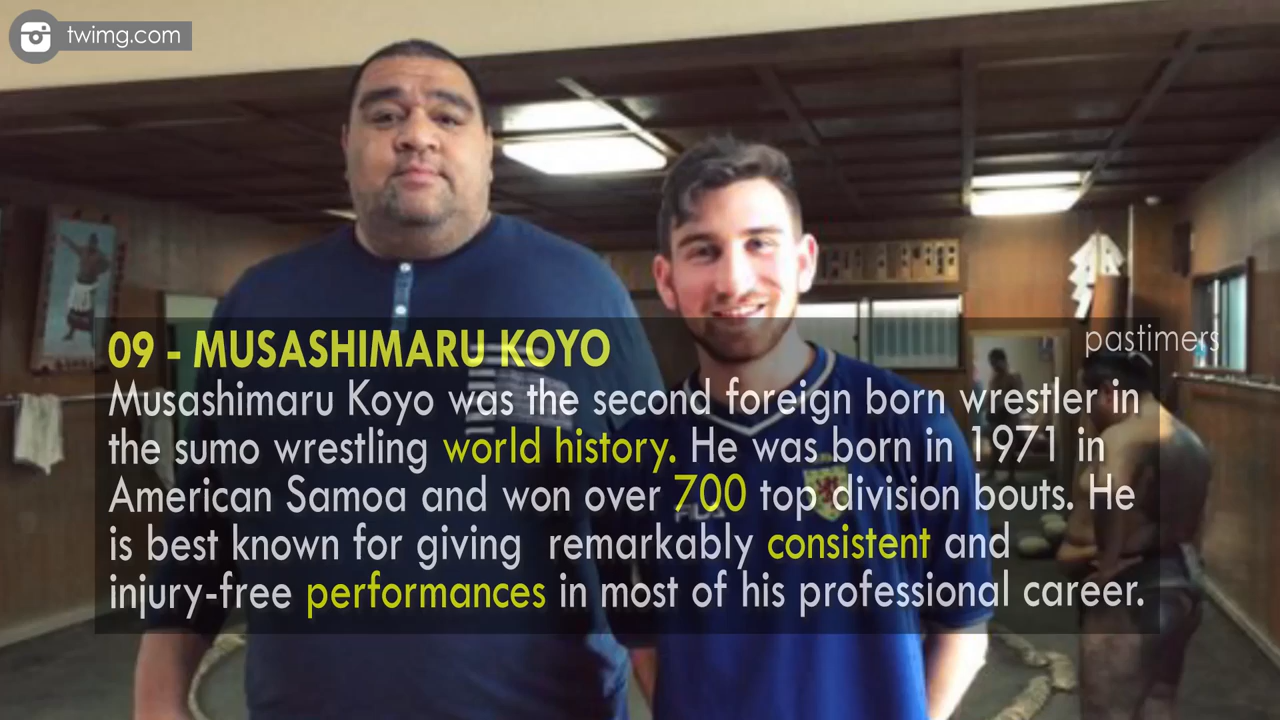 twimg.com
09 - MUSASHIMARU KOYO
pastimers
Musashimaru Koyo was the second foreign born wrestler in
the sumo wrestling world history. He was born in 1971 in
American Samoa and won over 700 top division bouts. He
is best known for giving remarkably consistent and
injury-free performances in most of his professional career.
FILA